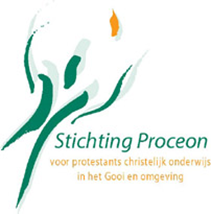 Stichting Proceon
voor protestants christelijk onderwijs
in het Gooi en omgeving